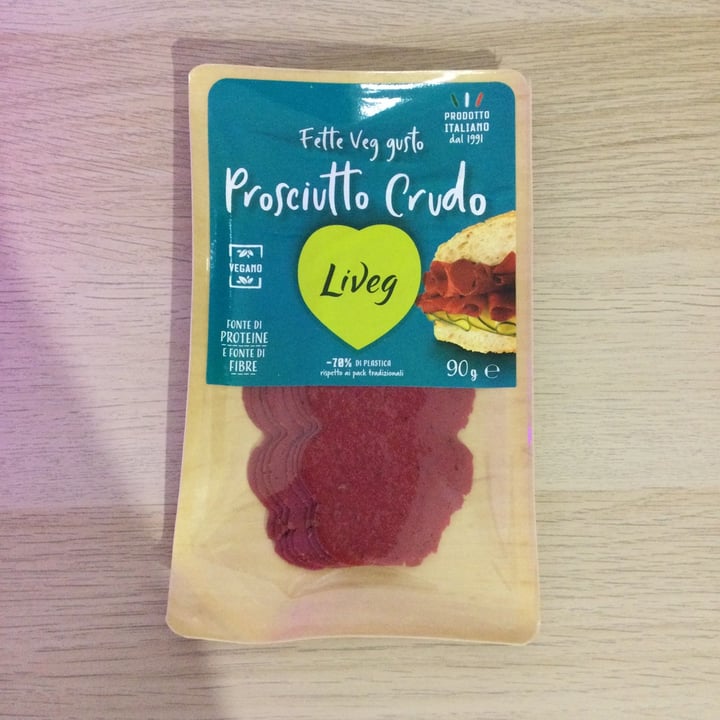 PRODOTTO
ITALIANO
dal 1991
Fette Veg gusto
Prosciutto Crudo
VEGANO
Liveg
FONTE DI
PROTEINE
E FONTE DI
FIBRE
-70% DI PLASTICA
rispetto ai pack tradizionali
90g e